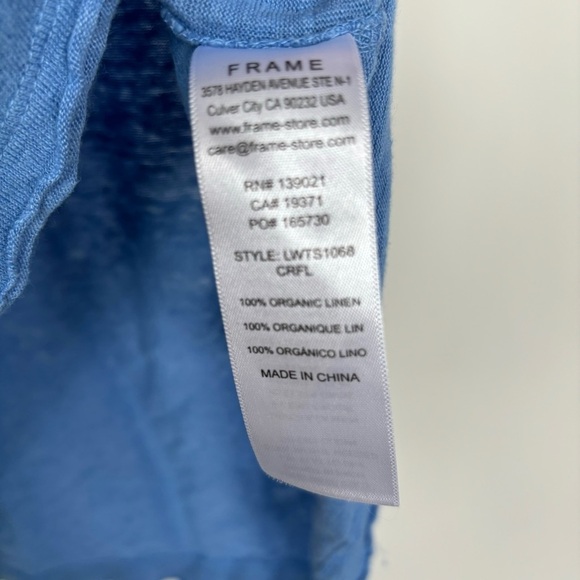 FRAME
3578 HAYDEN AVENUE STE N-1
Culver City CA 90232 USA
www.frame-store.com
care@frame-store.com
RN# 139021
CA# 19371
PO# 165730
STYLE: LWTS1068
CRFL
100% ORGANIC LINEN
100% ORGANIQUE LIN
100% ORGÁNICO LINO
MADE IN CHINA